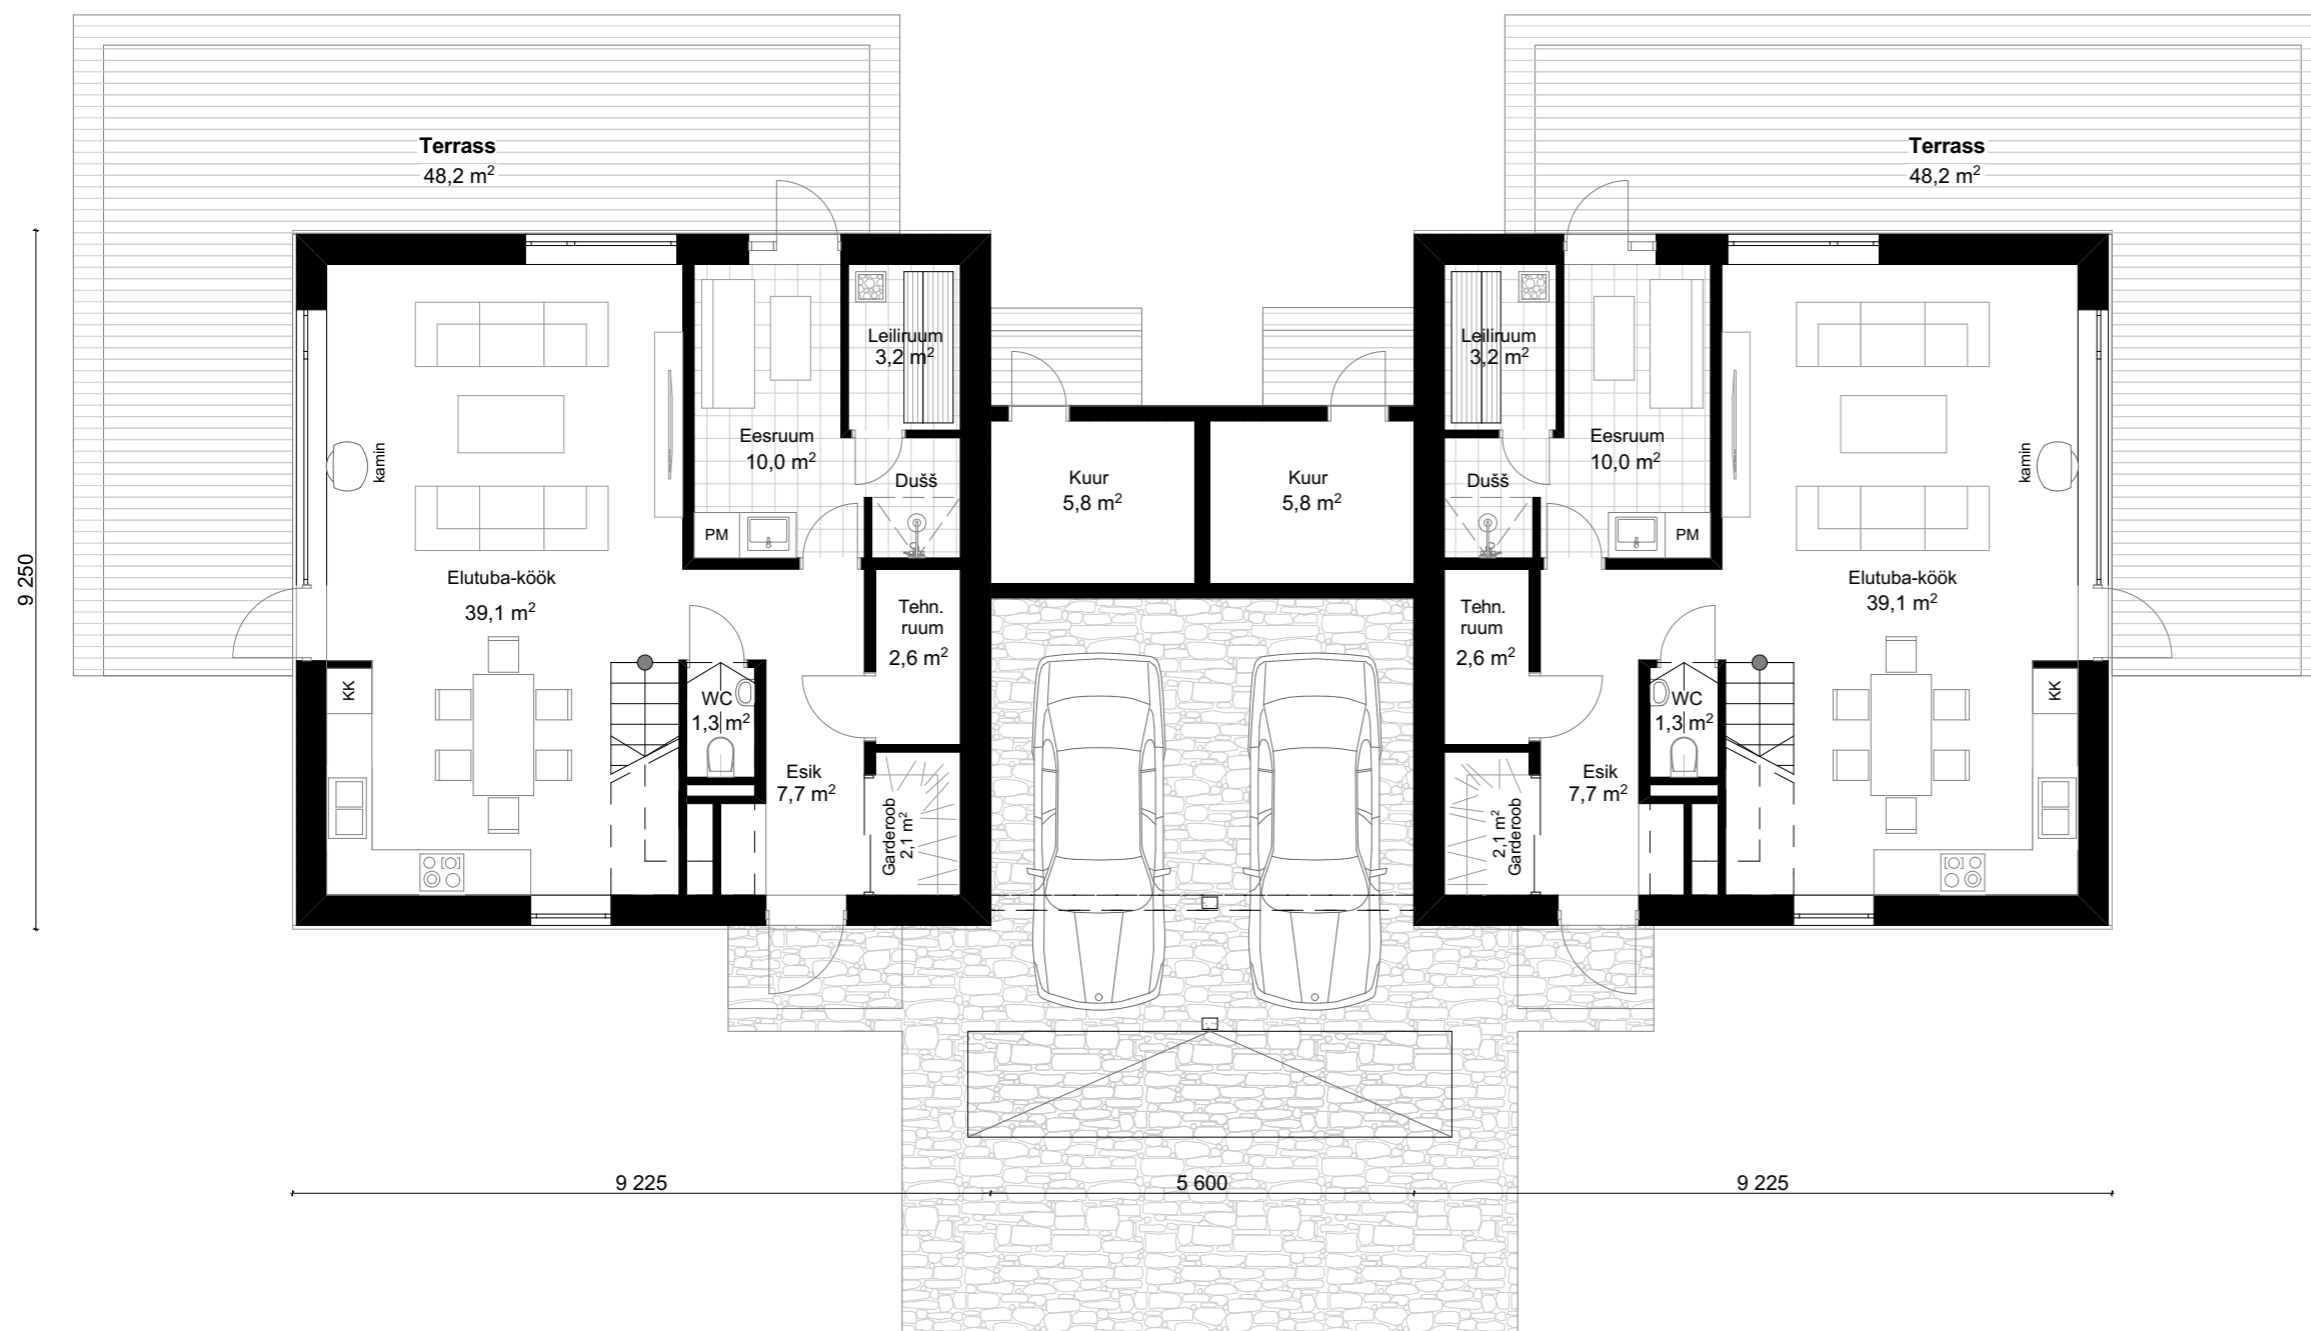 Terrass
48,2 m²
Terrass
48,2 m²
Leiliruum
3,2 m²
Leiliruum
3,2 m²
Eesruum
10,0 m²
Eesruum
10,0 m²
kamin
kamin
Dušš
Kuur
5,8 m²
Kuur
5,8 m²
Dušš
PM
PM
Elutuba-köök
39,1 m²
Elutuba-köök
39,1 m²
9 250
Tehn.
ruum
2,6 m²
Tehn.
ruum
2,6 m²
KK
WC
1,3 m²
WC
1,3 m²
KK
Esik
7,7 m²
Esik
7,7 m²
Garderoob
2,1 m²
2,1 m²
Garderoob
9 225
5 600
9 225